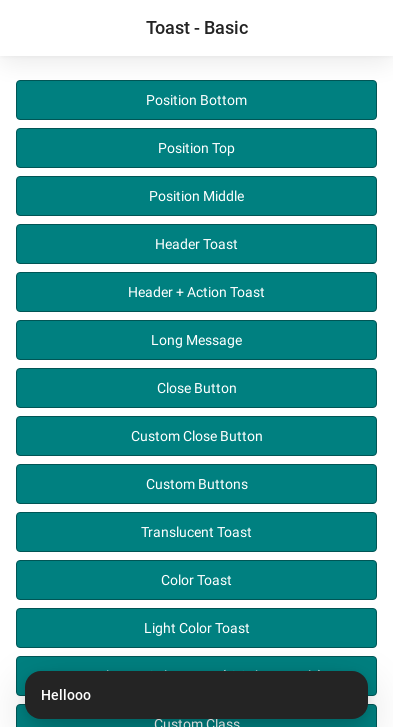 Toast - Basic
Position Bottom
Position Top
Position Middle
Header Toast
Header + Action Toast
Long Message
Close Button
Custom Close Button
Custom Buttons
Translucent Toast
Color Toast
Light Color Toast
Hellooo
Custom Class